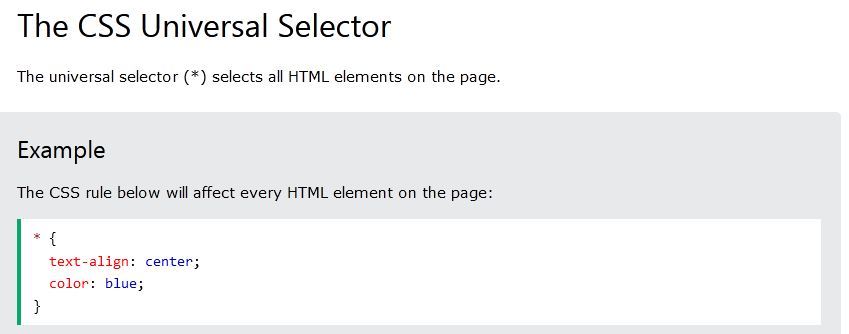 The CSS Universal Selector
The universal selector (*) selects all HTML elements on the page.
Example
The CSS rule below will affect every HTML element on the page:
* {
  text-align: center;
  color: blue;
}